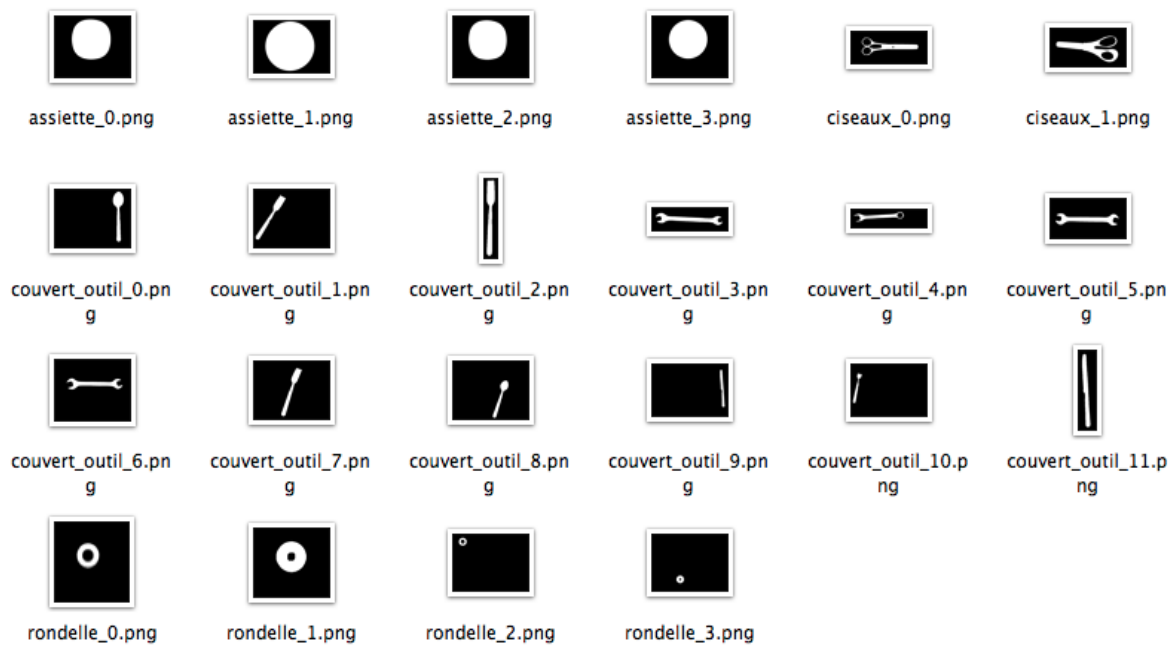 assiette_0.png assiette_1.png assiette_2.png assiette_3.png ciseaux_0.png ciseaux_1.png
couvert_outil_0.pn couvert_outil_1.pn couvert_outil_2.pn couvert_outil_3.pn couvert_outil_4.pn couvert_outil_5.pn
g g g g g g
couvert_outil_6.pn couvert_outil_7.pn couvert_outil_8.pn couvert_outil_9.pn couvert_outil_10.p couvert_outil_11.p
g g g g ng ng
rondelle_0.png rondelle_1.png rondelle_2.png rondelle_3.png